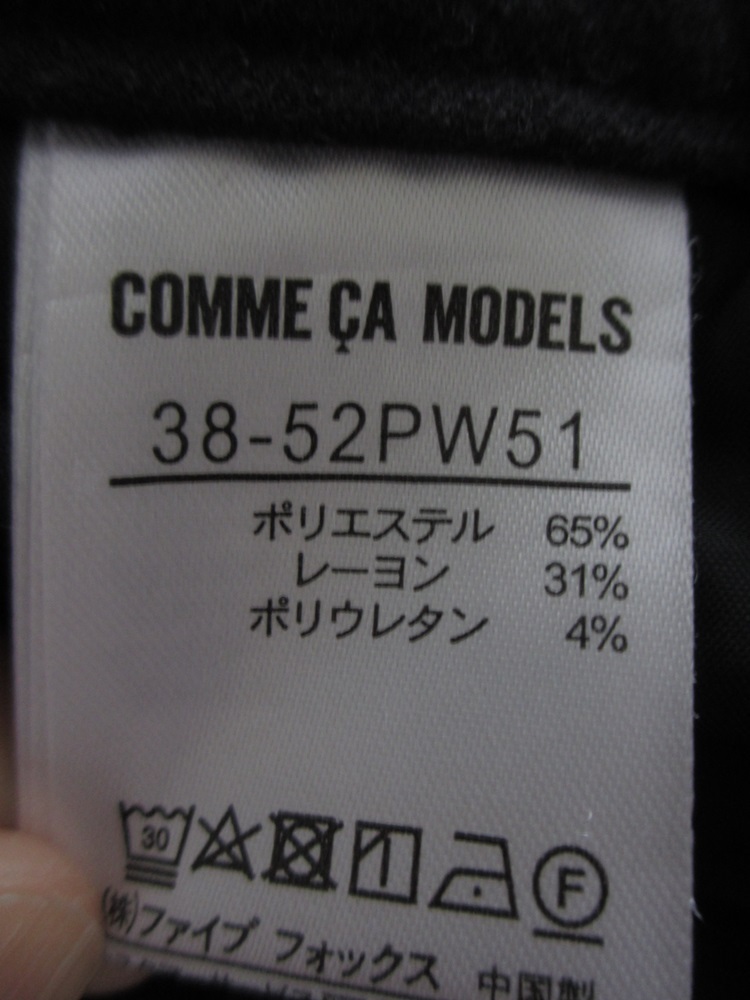 COMME ÇA MODELS
38-52PW51
ポリエステル 65%
レーヨン 31%
ポリウレタン 4%
30
F
㈱ファイブ フォックス 中国製